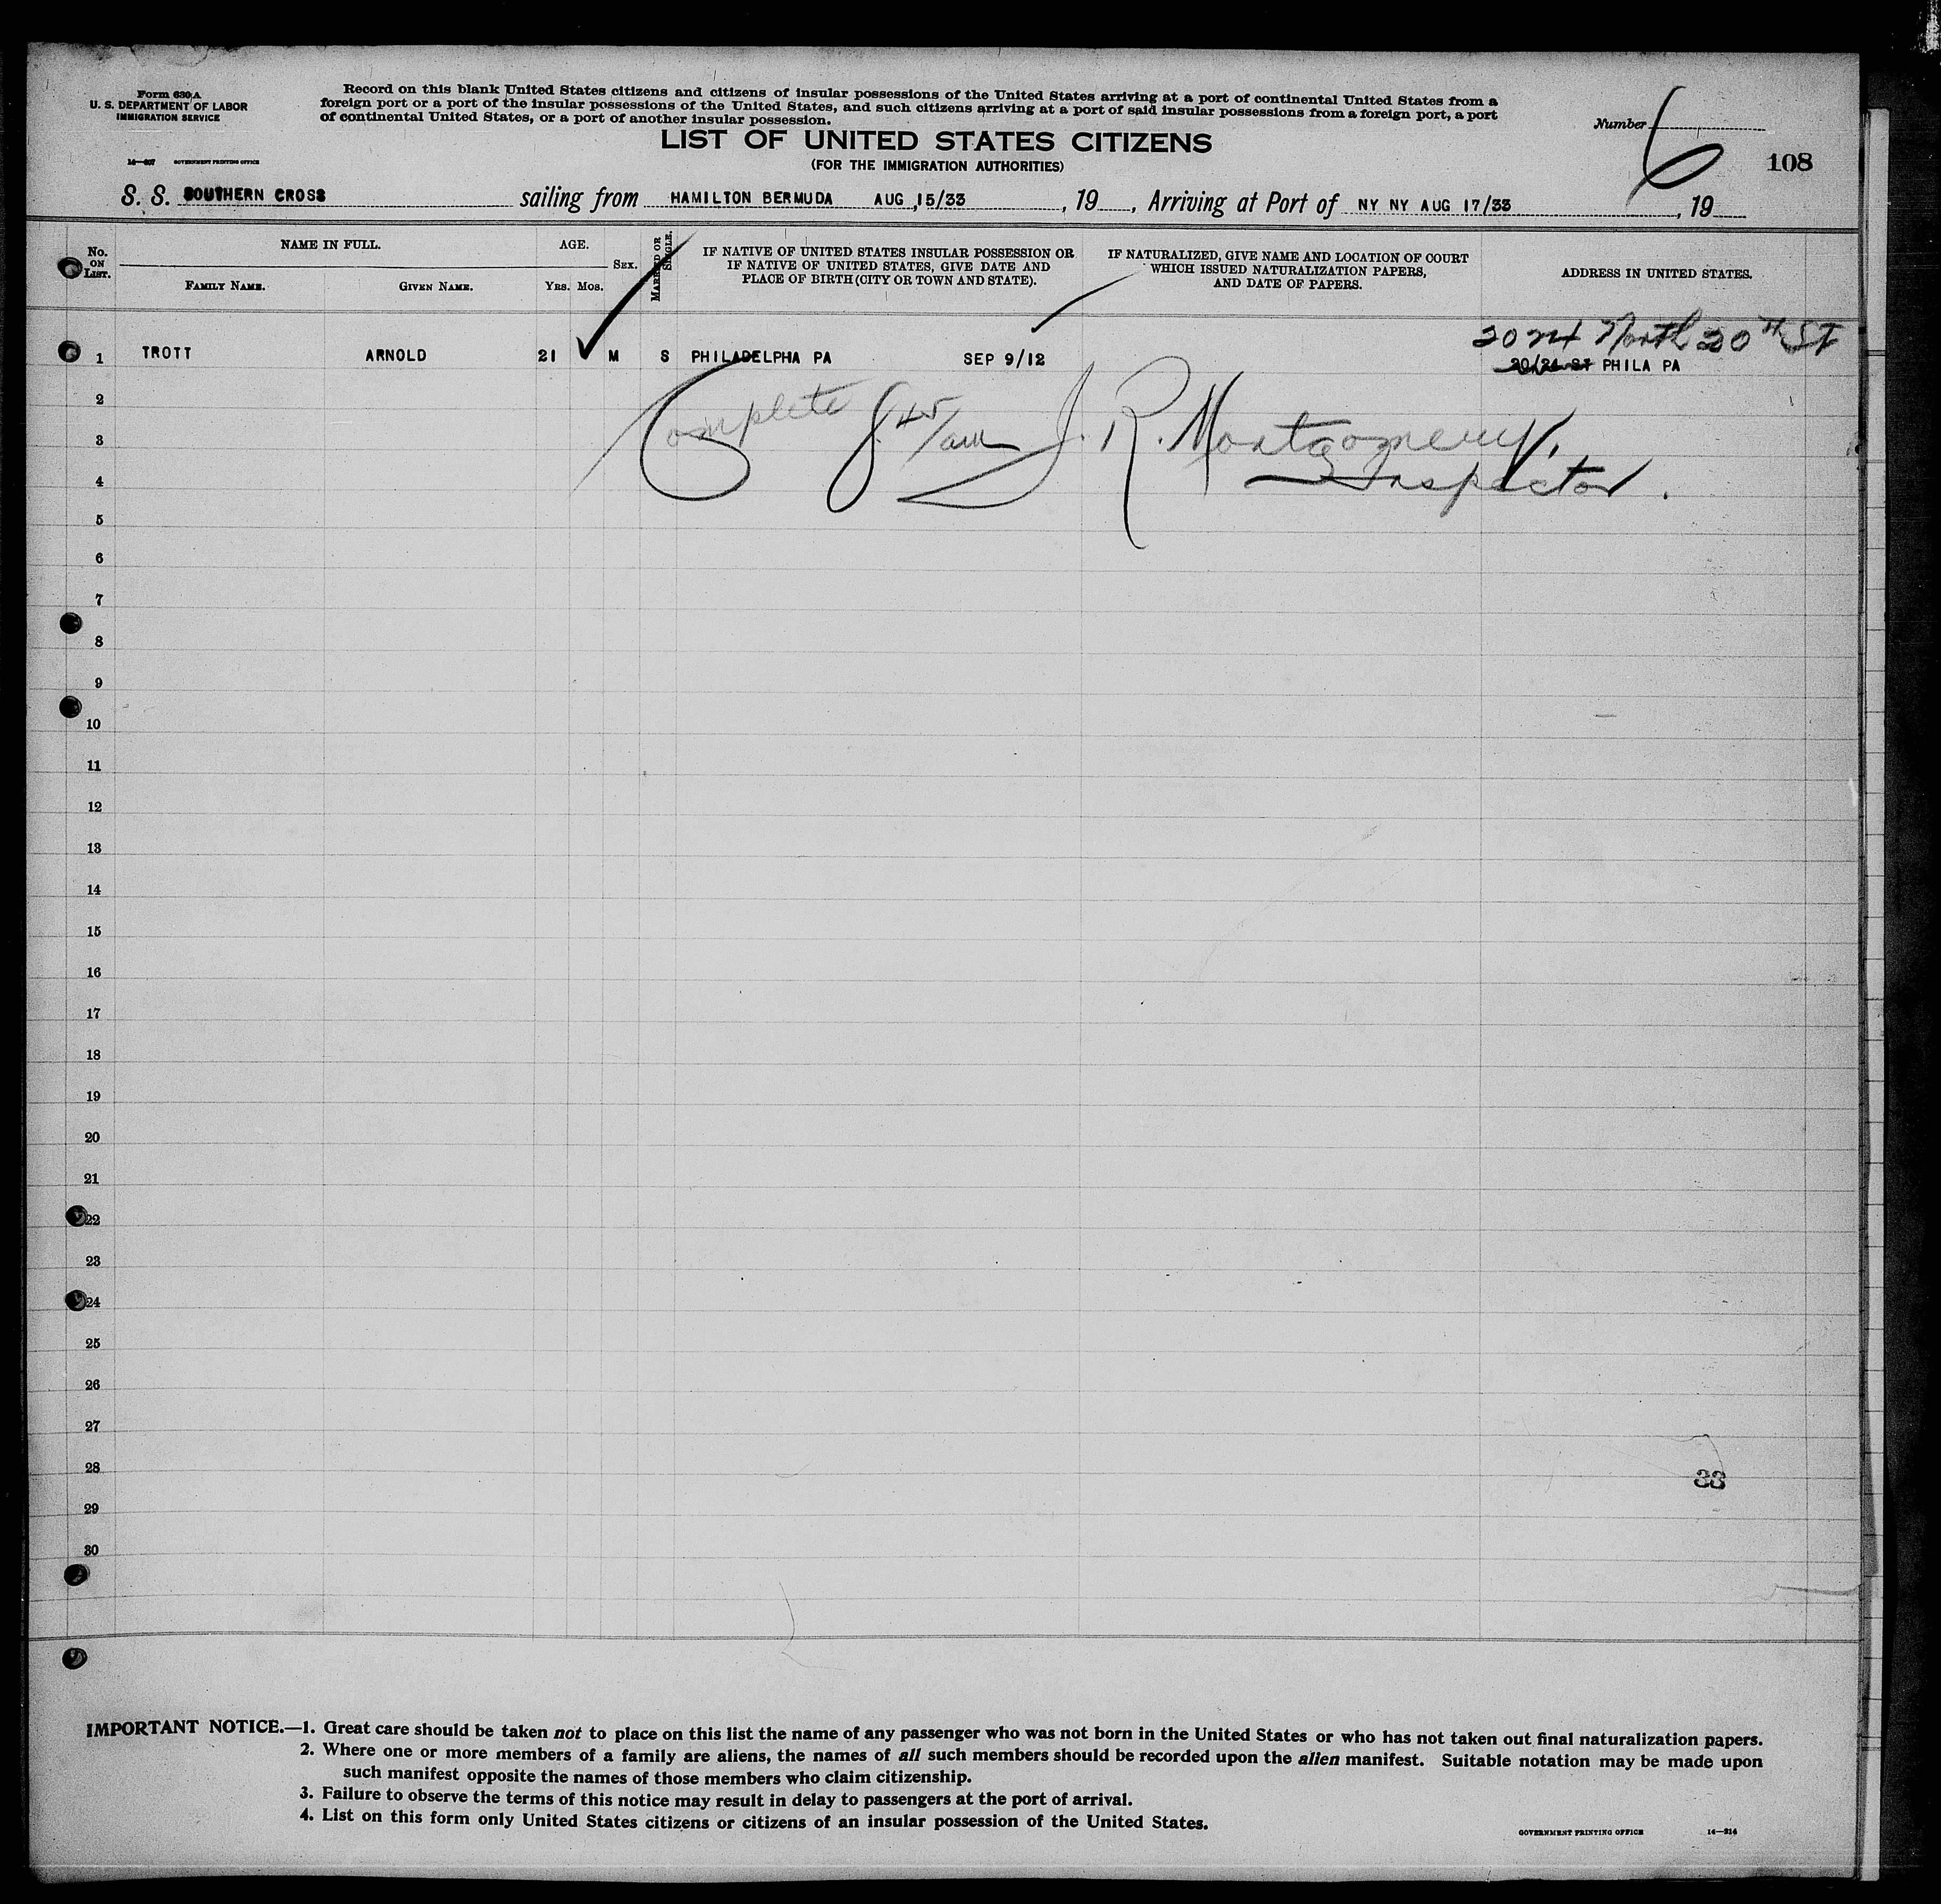 Form 630 A
U. S. DEPARTMENT OF LABOR
IMMIGRATION SERVICE
14—607 GOVERNMENT PRINTING OFFICE
Record on this blank United States citizens and citizens of insular possessions of the United States arriving at a port of continental United States from a
foreign port or a port of the insular possessions of the United States, and such citizens arriving at a port of said insular possessions from a foreign port, a port
of continental United States, or a port of another insular possession.
LIST OF UNITED STATES CITIZENS
(FOR THE IMMIGRATION AUTHORITIES)
Number 6
108
S. S. SOUTHERN CROSS sailing from HAMILTON BERMUDA AUG 15/33, 19 , Arriving at Port of NY NY AUG 17/33, 19
No. ON LIST.
NAME IN FULL.
FAMILY NAME. GIVEN NAME.
AGE.
YRS. MOS.
SEX.
MARRIED OR SINGLE.
IF NATIVE OF UNITED STATES INSULAR POSSESSION OR
IF NATIVE OF UNITED STATES, GIVE DATE AND
PLACE OF BIRTH (CITY OR TOWN AND STATE).
IF NATURALIZED, GIVE NAME AND LOCATION OF COURT
WHICH ISSUED NATURALIZATION PAPERS,
AND DATE OF PAPERS.
ADDRESS IN UNITED STATES.
2024 North 20th St
1 TROTT ARNOLD 21 M S PHILADELPHA PA SEP 9/12 20/24 ST PHILA PA
Complete 8 45/am J. R. Montgomery,
Inspector.
2
3
4
5
6
7
8
9
10
11
12
13
14
15
16
17
18
19
20
21
22
23
24
25
26
27
28
33
29
30
IMPORTANT NOTICE.—1. Great care should be taken not to place on this list the name of any passenger who was not born in the United States or who has not taken out final naturalization papers.
2. Where one or more members of a family are aliens, the names of all such members should be recorded upon the alien manifest. Suitable notation may be made upon
such manifest opposite the names of those members who claim citizenship.
3. Failure to observe the terms of this notice may result in delay to passengers at the port of arrival.
4. List on this form only United States citizens or citizens of an insular possession of the United States.
GOVERNMENT PRINTING OFFICE 14—214